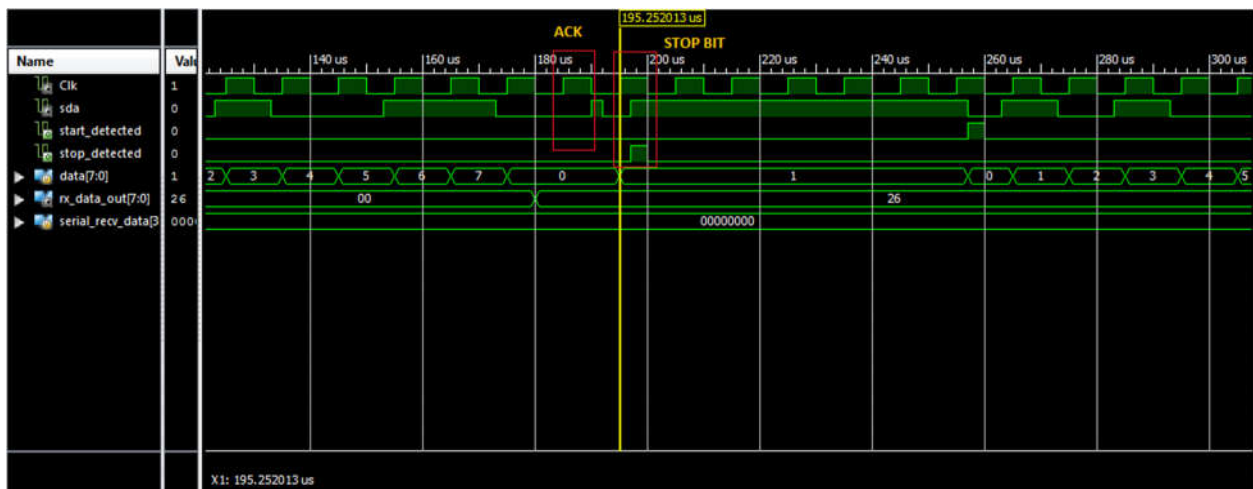 195.252013 us
ACK
STOP BIT
Name
Valu
140 us
160 us
180 us
200 us
220 us
240 us
260 us
280 us
300 us
Clk
1
sda
0
start_detected
0
stop_detected
0
data[7:0]
1
2 3 4 5 6 7 0 1 0 1 2 3 4 5
rx_data_out[7:0]
26
00 26
serial_recv_data[3
000
00000000
X1: 195.252013 us